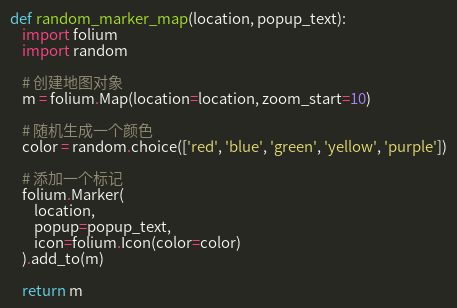 def random_marker_map(location, popup_text):
    import folium
    import random

    # 创建地图对象
    m = folium.Map(location=location, zoom_start=10)

    # 随机生成一个颜色
    color = random.choice(['red', 'blue', 'green', 'yellow', 'purple'])

    # 添加一个标记
    folium.Marker(
        location,
        popup=popup_text,
        icon=folium.Icon(color=color)
    ).add_to(m)

    return m